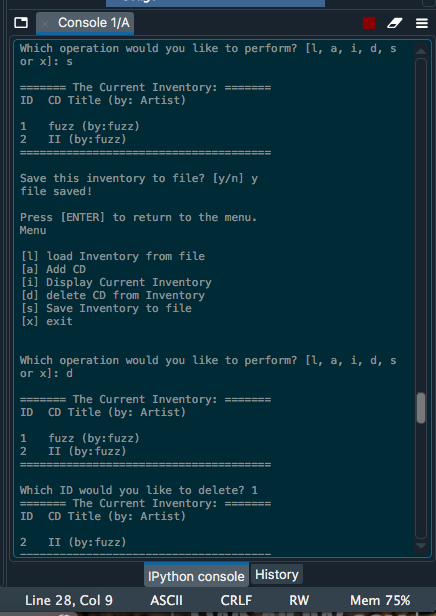 Console 1/A
Which operation would you like to perform? [l, a, i, d, s
or x]: s
======= The Current Inventory: =======
ID  CD Title (by: Artist)
1   fuzz (by:fuzz)
2   II (by:fuzz)
======================================
Save this inventory to file? [y/n] y
file saved!
Press [ENTER] to return to the menu.
Menu
[l] load Inventory from file
[a] Add CD
[i] Display Current Inventory
[d] delete CD from Inventory
[s] Save Inventory to file
[x] exit
Which operation would you like to perform? [l, a, i, d, s
or x]: d
======= The Current Inventory: =======
ID  CD Title (by: Artist)
1   fuzz (by:fuzz)
2   II (by:fuzz)
======================================
Which ID would you like to delete? 1
======= The Current Inventory: =======
ID  CD Title (by: Artist)
2   II (by:fuzz)
======================================
IPython console  History
Line 28, Col 9  ASCII  CRLF  RW  Mem 75%